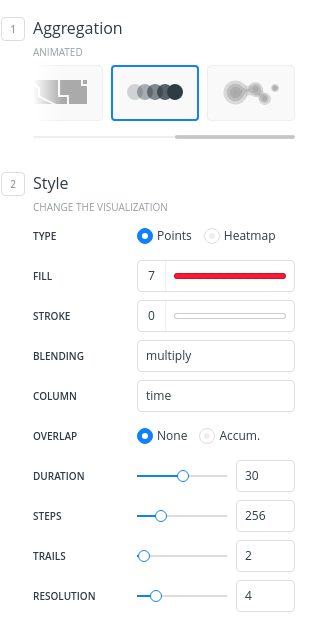 1 Aggregation
ANIMATED
2 Style
CHANGE THE VISUALIZATION
TYPE Points Heatmap
FILL 7
STROKE 0
BLENDING multiply
COLUMN time
OVERLAP None Accum.
DURATION 30
STEPS 256
TRAILS 2
RESOLUTION 4